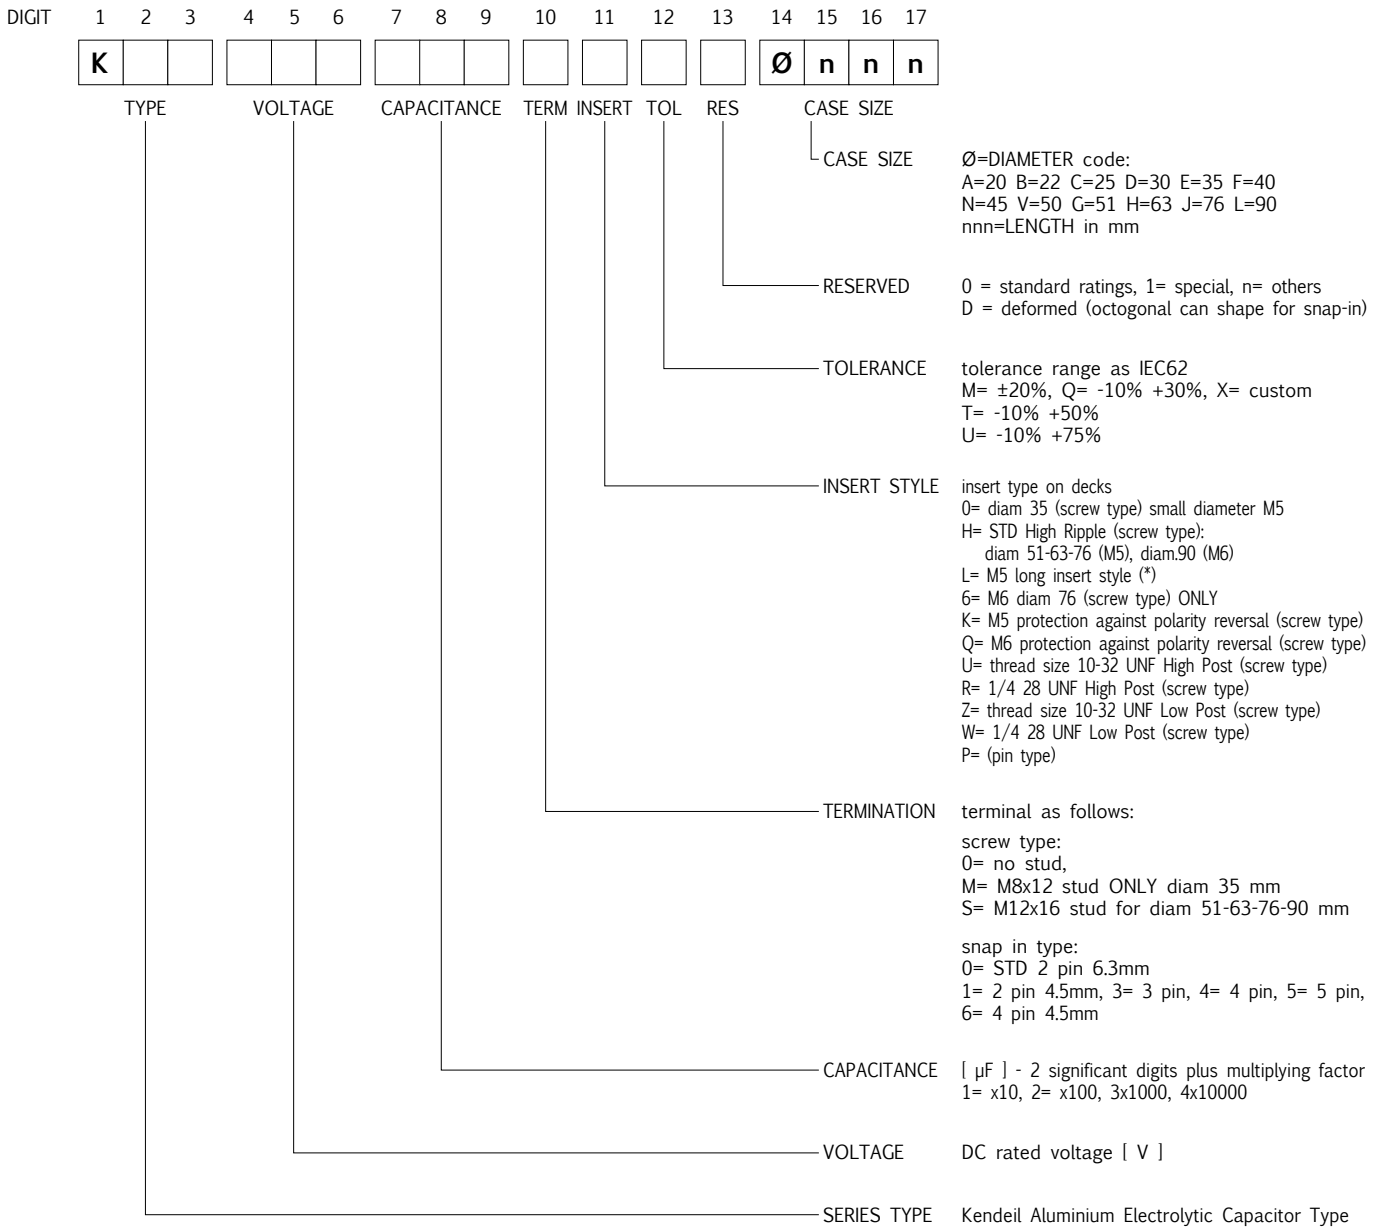 DIGIT 1 2 3 4 5 6 7 8 9 10 11 12 13 14 15 16 17
K Ø n n n
TYPE VOLTAGE CAPACITANCE TERM INSERT TOL RES CASE SIZE
CASE SIZE Ø=DIAMETER code:
A=20 B=22 C=25 D=30 E=35 F=40
N=45 V=50 G=51 H=63 J=76 L=90
nnn=LENGTH in mm
RESERVED 0 = standard ratings, 1= special, n= others
D = deformed (octogonal can shape for snap-in)
TOLERANCE tolerance range as IEC62
M= ±20%, Q= -10% +30%, X= custom
T= -10% +50%
U= -10% +75%
INSERT STYLE insert type on decks
0= diam 35 (screw type) small diameter M5
H= STD High Ripple (screw type):
diam 51-63-76 (M5), diam.90 (M6)
L= M5 long insert style (*)
6= M6 diam 76 (screw type) ONLY
K= M5 protection against polarity reversal (screw type)
Q= M6 protection against polarity reversal (screw type)
U= thread size 10-32 UNF High Post (screw type)
R= 1/4 28 UNF High Post (screw type)
Z= thread size 10-32 UNF Low Post (screw type)
W= 1/4 28 UNF Low Post (screw type)
P= (pin type)
TERMINATION terminal as follows:
screw type:
0= no stud,
M= M8x12 stud ONLY diam 35 mm
S= M12x16 stud for diam 51-63-76-90 mm
snap in type:
0= STD 2 pin 6.3mm
1= 2 pin 4.5mm, 3= 3 pin, 4= 4 pin, 5= 5 pin,
6= 4 pin 4.5mm
CAPACITANCE [ µF ] - 2 significant digits plus multiplying factor
1= x10, 2= x100, 3x1000, 4x10000
VOLTAGE DC rated voltage [ V ]
SERIES TYPE Kendeil Aluminium Electrolytic Capacitor Type